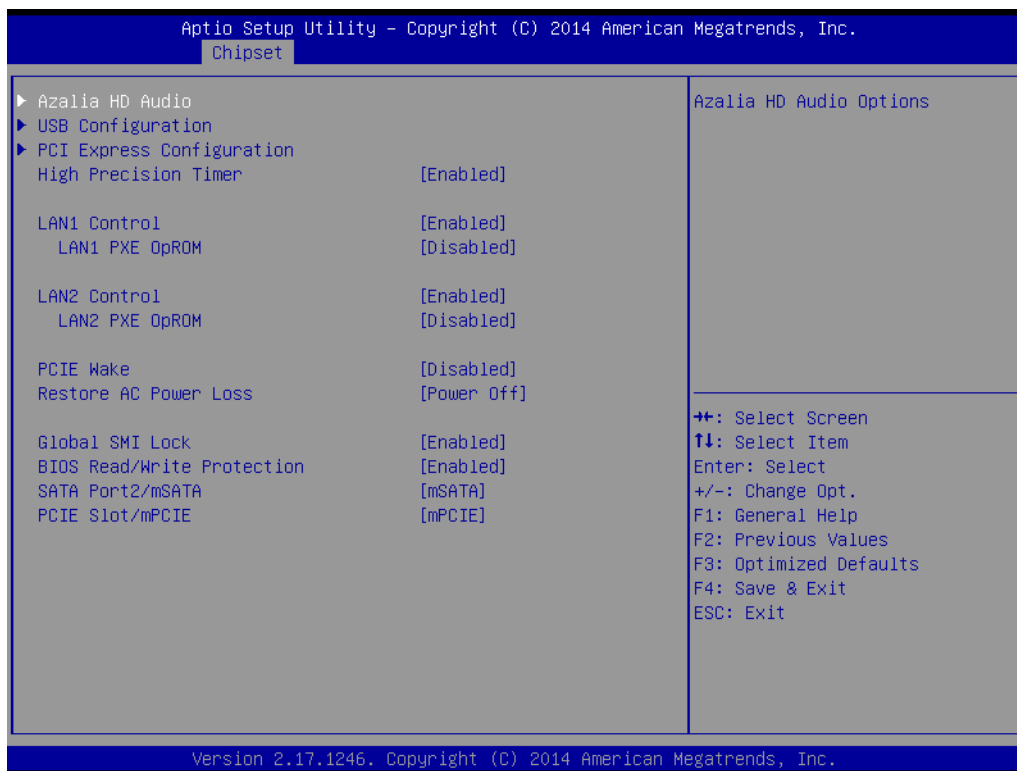 Aptio Setup Utility – Copyright (C) 2014 American Megatrends, Inc.
Chipset
▶ Azalia HD Audio
▶ USB Configuration
▶ PCI Express Configuration
High Precision Timer [Enabled]
LAN1 Control [Enabled]
LAN1 PXE OpROM [Disabled]
LAN2 Control [Enabled]
LAN2 PXE OpROM [Disabled]
PCIE Wake [Disabled]
Restore AC Power Loss [Power Off]
Global SMI Lock [Enabled]
BIOS Read/Write Protection [Enabled]
SATA Port2/mSATA [mSATA]
PCIE Slot/mPCIE [mPCIE]
Azalia HD Audio Options
→←: Select Screen
↑↓: Select Item
Enter: Select
+/-: Change Opt.
F1: General Help
F2: Previous Values
F3: Optimized Defaults
F4: Save & Exit
ESC: Exit
Version 2.17.1246. Copyright (C) 2014 American Megatrends, Inc.